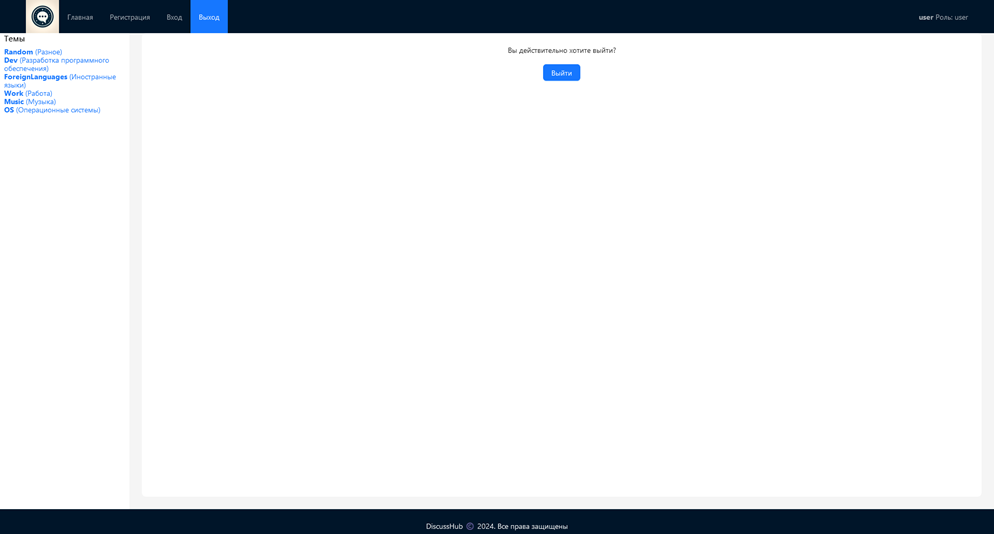 Главная Регистрация Вход Выход user Роль: user
Темы
Random (Разное)
Dev (Разработка программного
обеспечения)
ForeignLanguages (Иностранные
языки)
Work (Работа)
Music (Музыка)
OS (Операционные системы)
Вы действительно хотите выйти?
Выйти
DiscussHub © 2024. Все права защищены